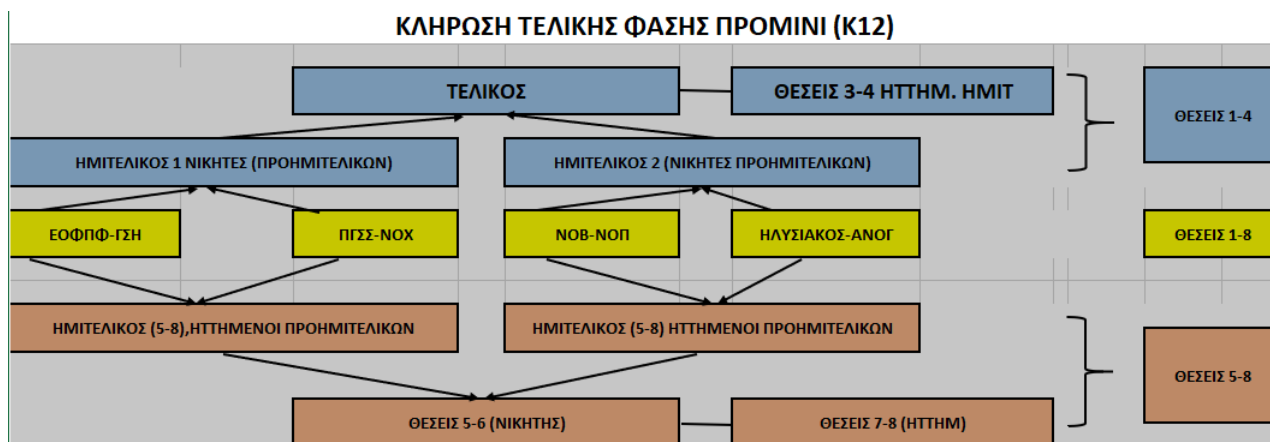 ΚΛΗΡΩΣΗ ΤΕΛΙΚΗΣ ΦΑΣΗΣ ΠΡΟΜΙΝΙ (Κ12)
ΤΕΛΙΚΟΣ
ΘΕΣΕΙΣ 3-4 ΗΤΤΗΜ. ΗΜΙΤ
ΘΕΣΕΙΣ 1-4
ΗΜΙΤΕΛΙΚΟΣ 1 ΝΙΚΗΤΕΣ (ΠΡΟΗΜΙΤΕΛΙΚΩΝ)
ΗΜΙΤΕΛΙΚΟΣ 2 (ΝΙΚΗΤΕΣ ΠΡΟΗΜΙΤΕΛΙΚΩΝ)
ΕΟΦΠΦ-ΓΣΗ
ΠΓΣΣ-ΝΟΧ
ΝΟΒ-ΝΟΠ
ΗΛΥΣΙΑΚΟΣ-ΑΝΟΓ
ΘΕΣΕΙΣ 1-8
ΗΜΙΤΕΛΙΚΟΣ (5-8),ΗΤΤΗΜΕΝΟΙ ΠΡΟΗΜΙΤΕΛΙΚΩΝ
ΗΜΙΤΕΛΙΚΟΣ (5-8) ΗΤΤΗΜΕΝΟΙ ΠΡΟΗΜΙΤΕΛΙΚΩΝ
ΘΕΣΕΙΣ 5-8
ΘΕΣΕΙΣ 5-6 (ΝΙΚΗΤΗΣ)
ΘΕΣΕΙΣ 7-8 (ΗΤΤΗΜ)